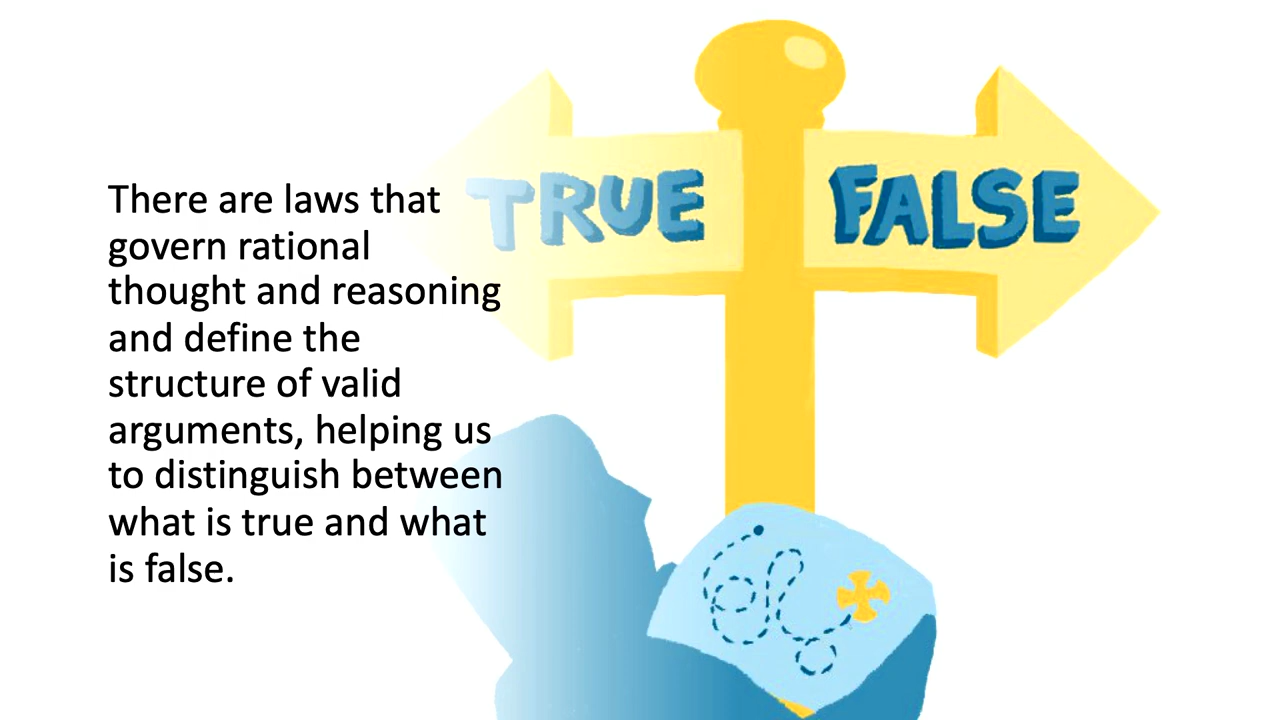 There are laws that
govern rational
thought and reasoning
and define the
structure of valid
arguments, helping us
to distinguish between
what is true and what
is false.
TRUE
FALSE